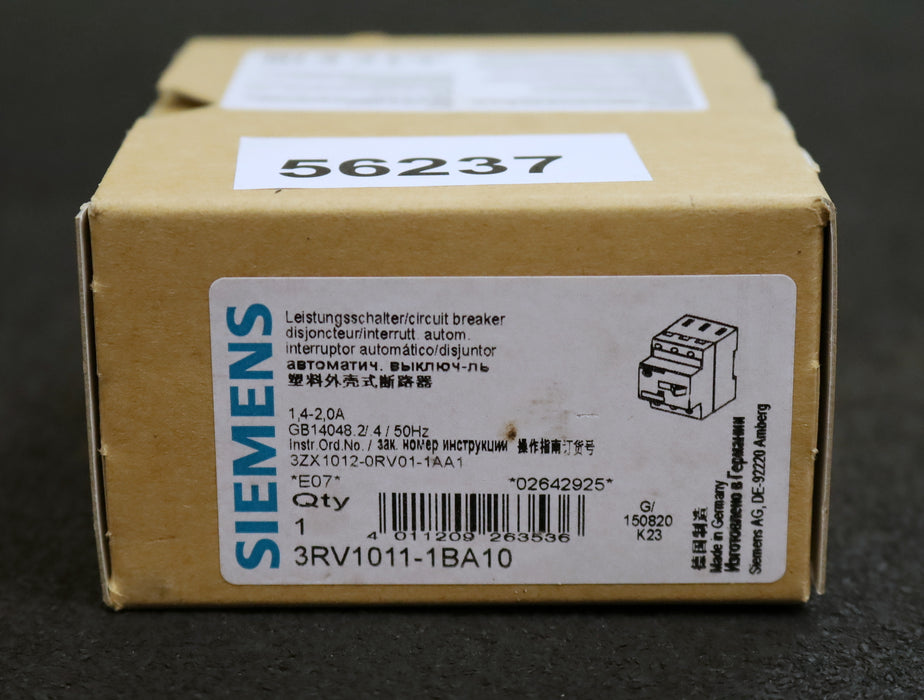 56237
SIEMENS
Leistungsschalter/circuit breaker
disjoncteur/interrutt. autom.
interruptor automático/disjuntor
автоматич. выключ-ль
塑料外壳式断路器
1,4-2,0A
GB14048.2/ 4 / 50Hz
Instr.Ord.No./ зак. номер инструкции 操作指南订货号
3ZX1012-0RV01-1AA1
*E07* *02642925*
Qty
1
4 011209 263536
3RV1011-1BA10
G/
150820
K23
德国制造
Made in Germany
Изготовлено в Германии
Siemens AG, DE-92220 Amberg